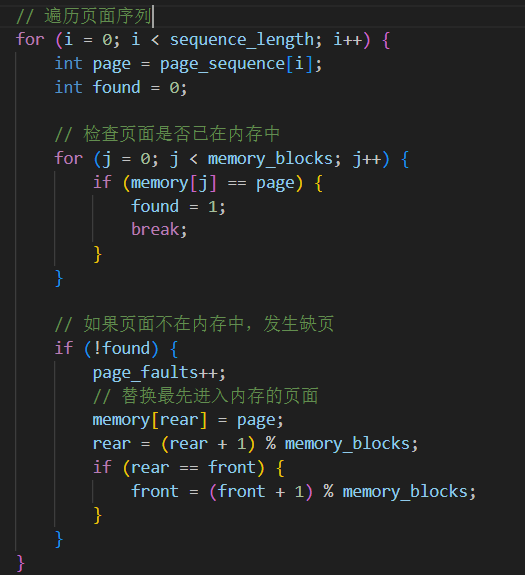 // 遍历页面序列
for (i = 0; i < sequence_length; i++) {
    int page = page_sequence[i];
    int found = 0;

    // 检查页面是否已在内存中
    for (j = 0; j < memory_blocks; j++) {
        if (memory[j] == page) {
            found = 1;
            break;
        }
    }

    // 如果页面不在内存中，发生缺页
    if (!found) {
        page_faults++;
        // 替换最先进入内存的页面
        memory[rear] = page;
        rear = (rear + 1) % memory_blocks;
        if (rear == front) {
            front = (front + 1) % memory_blocks;
        }
    }
}